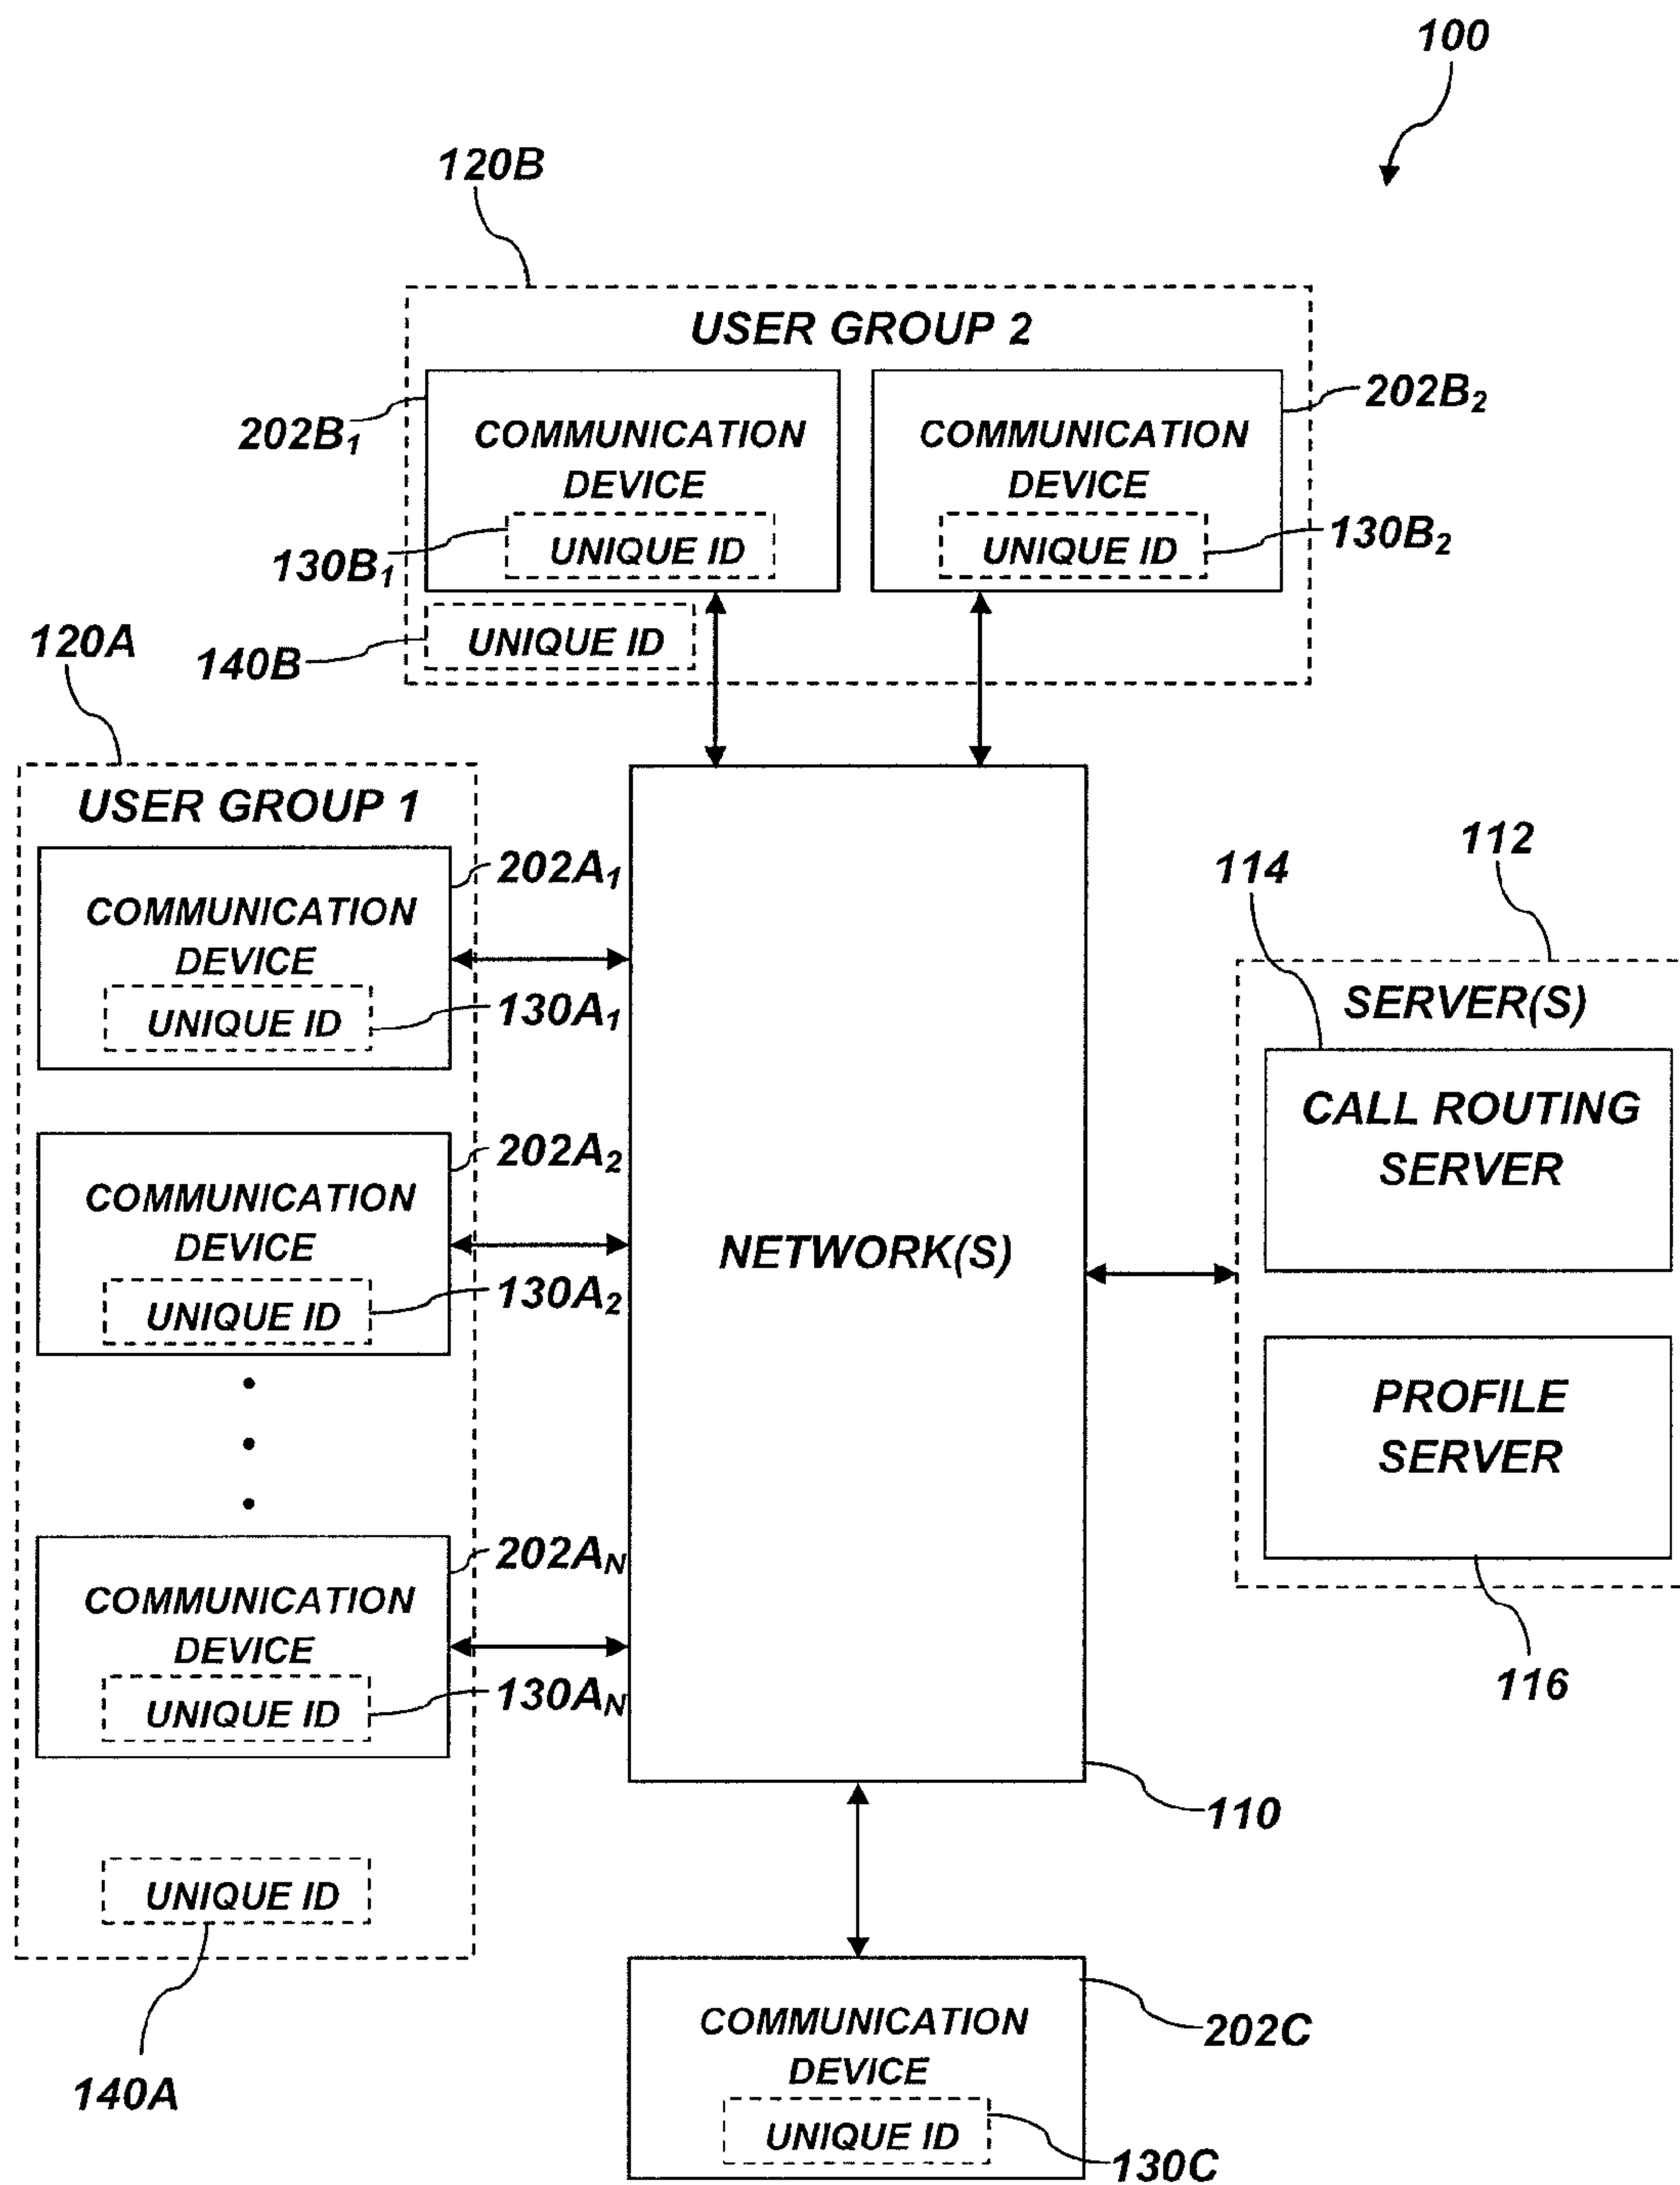 100
120B
USER GROUP 2
202B₁
COMMUNICATION
DEVICE
UNIQUE ID
130B₁
COMMUNICATION
DEVICE
UNIQUE ID
202B₂
130B₂
UNIQUE ID
140B
120A
USER GROUP 1
COMMUNICATION
DEVICE
UNIQUE ID
202A₁
130A₁
COMMUNICATION
DEVICE
UNIQUE ID
202A₂
130A₂
COMMUNICATION
DEVICE
UNIQUE ID
202Aₙ
130Aₙ
UNIQUE ID
140A
NETWORK(S)
110
112
114
SERVER(S)
CALL ROUTING
SERVER
PROFILE
SERVER
116
COMMUNICATION
DEVICE
UNIQUE ID
202C
130C